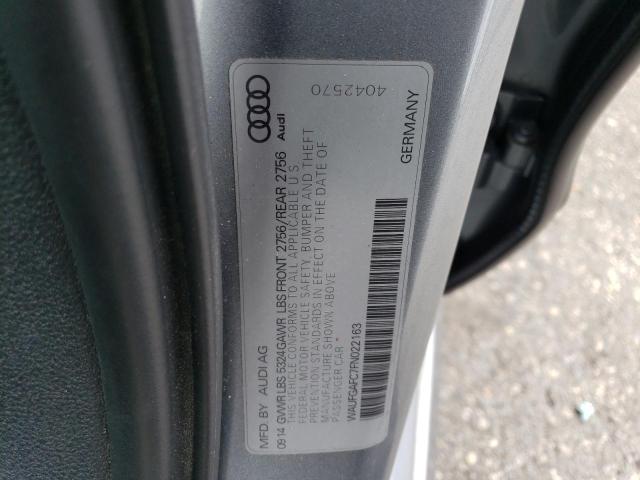 4042570
Audi
GERMANY
MFD. BY AUDI AG
09 14 GVWR LBS 5324GAWR LBS FRONT 2756/REAR 2756
THIS VEHICLE CONFORMS TO ALL APPLICABLE U S
FEDERAL MOTOR VEHICLE SAFETY, BUMPER AND THEFT
PREVENTION STANDARDS IN EFFECT ON THE DATE OF
MANUFACTURE SHOWN ABOVE
PASSENGER CAR *
WAUFGAFC7FN022163